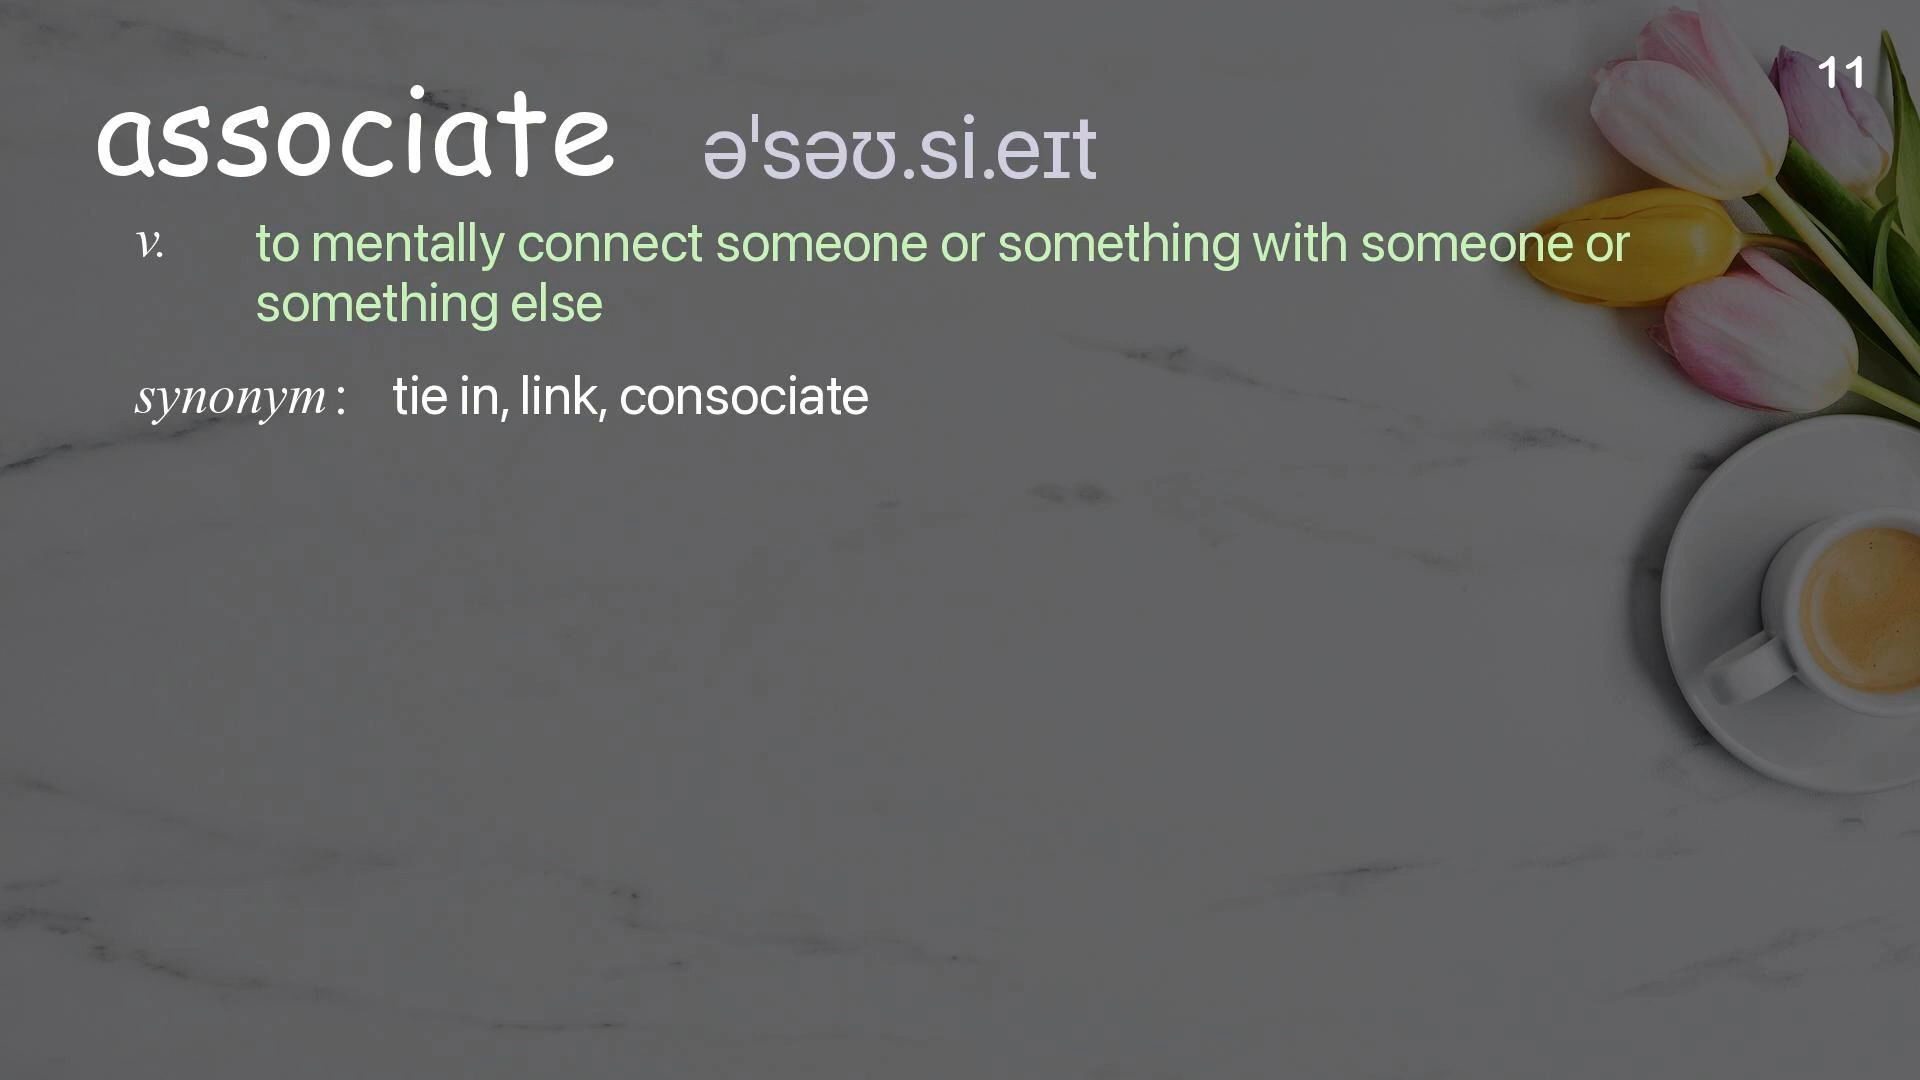 11
associate əˈsəʊ.si.eɪt
v. to mentally connect someone or something with someone or
something else
synonym : tie in, link, consociate